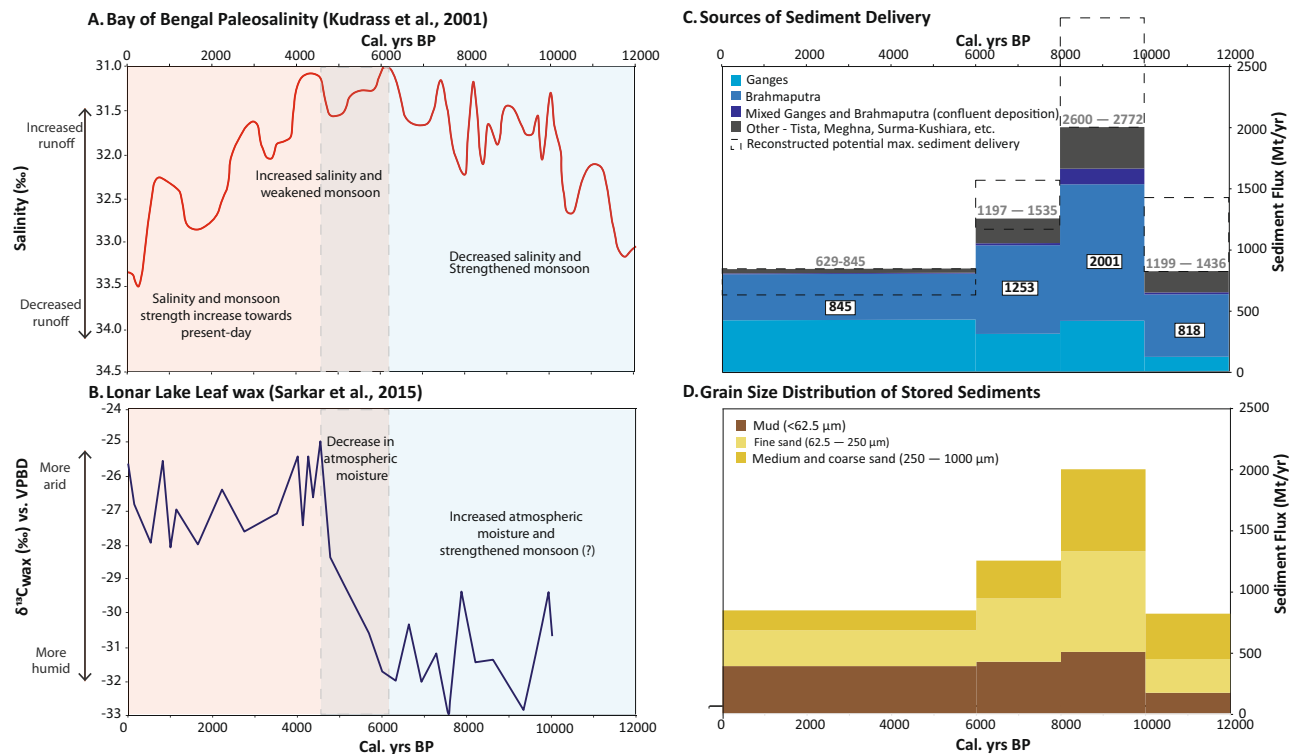 A. Bay of Bengal Paleosalinity (Kudrass et al., 2001)
Cal. yrs BP
0 2000 4000 6000 8000 10000 12000
31.0
31.5
32.0
32.5
33.0
33.5
34.0
34.5
Salinity (‰)
Increased
runoff
Decreased
runoff
Increased salinity and
weakened monsoon
Decreased salinity and
Strengthened monsoon
Salinity and monsoon
strength increase towards
present-day
B. Lonar Lake Leaf wax (Sarkar et al., 2015)
-24
-25
-26
-27
-28
-29
-30
-31
-32
-33
δ¹³Cwax (‰) vs. VPBD
More
arid
More
humid
Decrease in
atmospheric
moisture
Increased atmospheric
moisture and
strengthened monsoon (?)
0 2000 4000 6000 8000 10000 12000
Cal. yrs BP
C. Sources of Sediment Delivery
Cal. yrs BP
0 2000 4000 6000 8000 10000 12000
Ganges
Brahmaputra
Mixed Ganges and Brahmaputra (confluent deposition)
Other - Tista, Meghna, Surma-Kushiara, etc.
Reconstructed potential max. sediment delivery
2600 — 2772
1197 — 1535
629-845
1199 — 1436
845
1253
2001
818
2500
2000
1500
1000
500
0
Sediment Flux (Mt/yr)
D. Grain Size Distribution of Stored Sediments
Mud (<62.5 μm)
Fine sand (62.5 — 250 μm)
Medium and coarse sand (250 — 1000 μm)
2500
2000
1500
1000
500
0
Sediment Flux (Mt/yr)
0 2000 4000 6000 8000 10000 12000
Cal. yrs BP